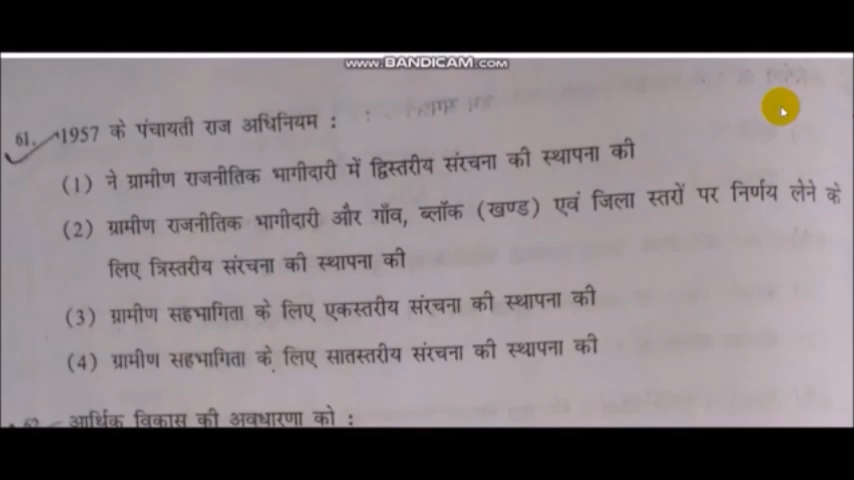 www.BANDICAM.com
61. 1957 के पंचायती राज अधिनियम :
(1) ने ग्रामीण राजनीतिक भागीदारी में द्विस्तरीय संरचना की स्थापना की
(2) ग्रामीण राजनीतिक भागीदारी और गाँव, ब्लॉक (खण्ड) एवं जिला स्तरों पर निर्णय लेने के
लिए त्रिस्तरीय संरचना की स्थापना की
(3) ग्रामीण सहभागिता के लिए एकस्तरीय संरचना की स्थापना की
(4) ग्रामीण सहभागिता के लिए सातस्तरीय संरचना की स्थापना की
62. आर्थिक विकास की अवधारणा को :